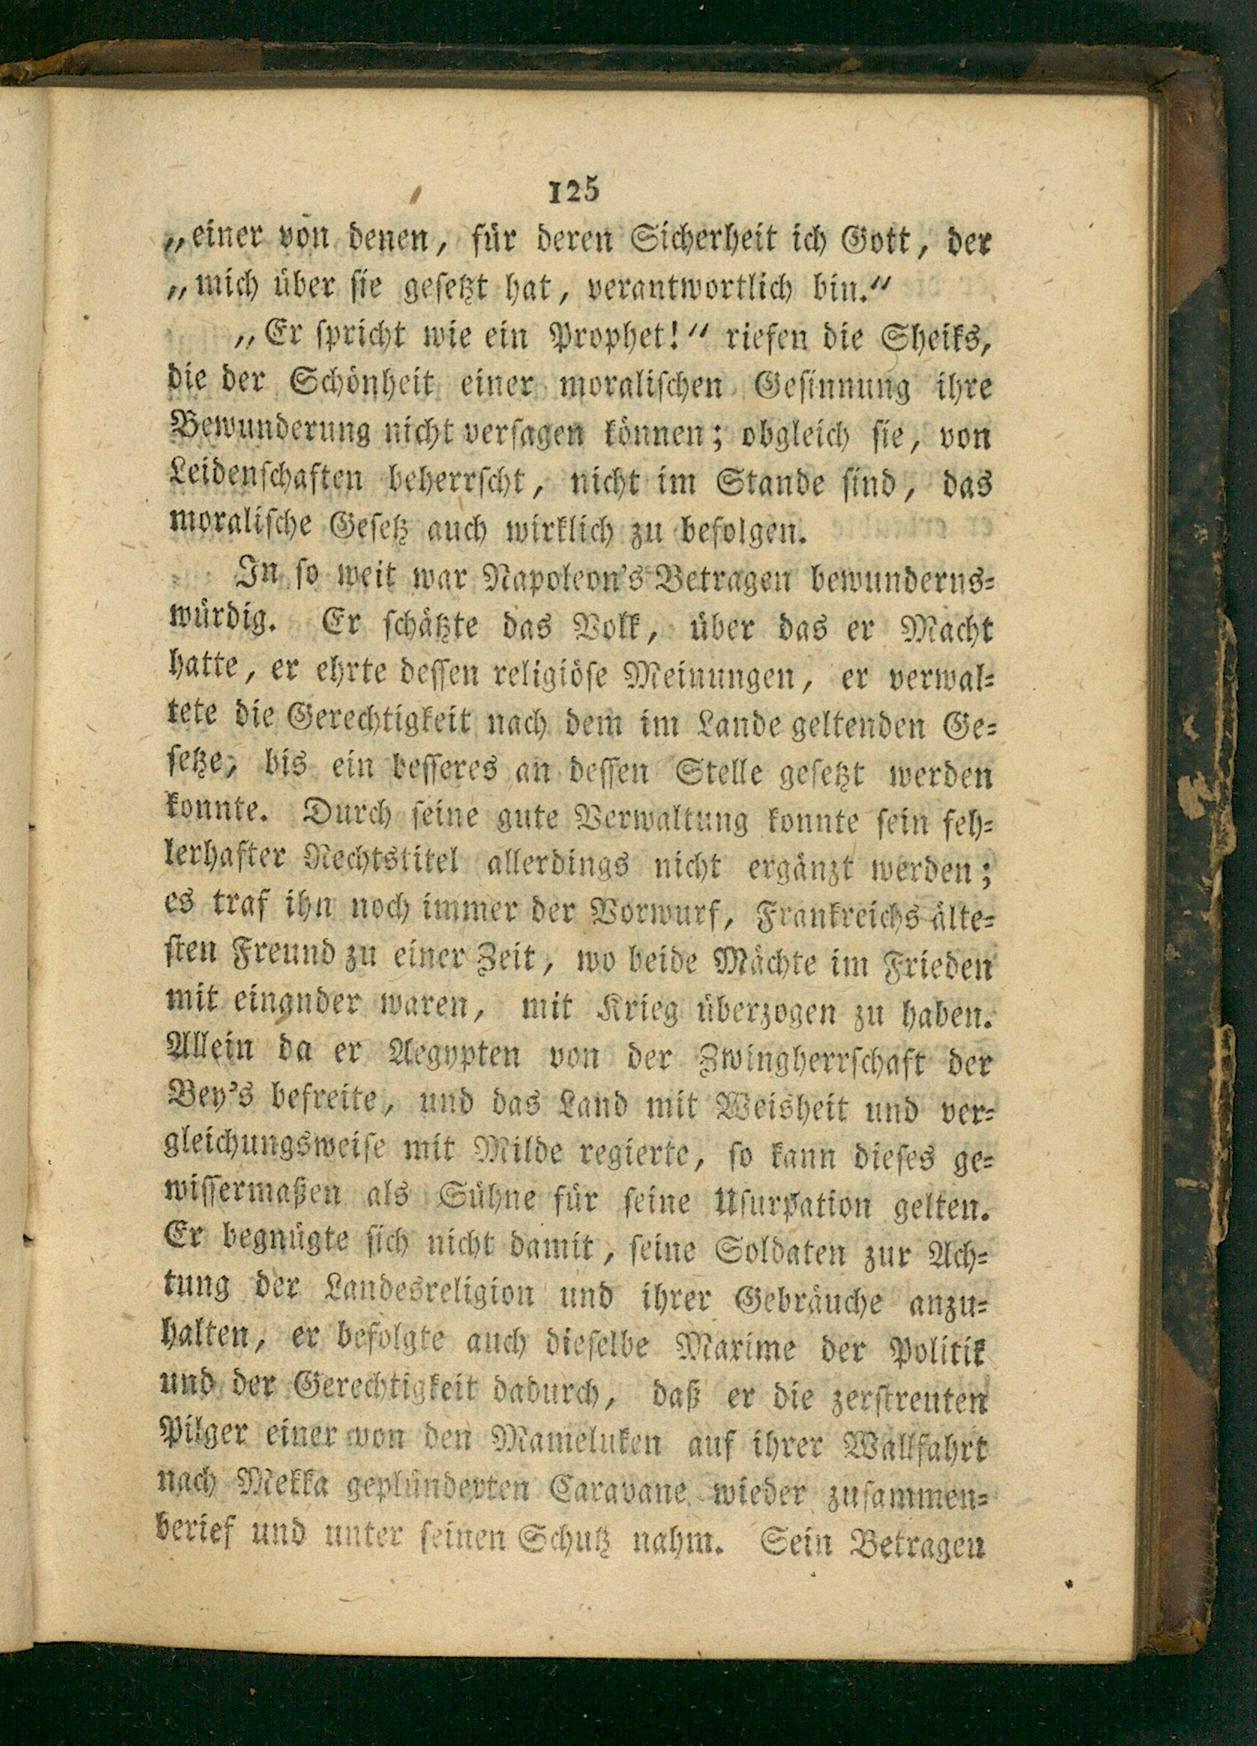 125
„einer von denen, für deren Sicherheit ich Gott, der
„mich über sie gesetzt hat, verantwortlich bin.“
„Er spricht wie ein Prophet!“ riefen die Sheiks,
die der Schönheit einer moralischen Gesinnung ihre
Bewunderung nicht versagen können; obgleich sie, von
Leidenschaften beherrscht, nicht im Stande sind, das
moralische Gesetz auch wirklich zu befolgen.
In so weit war Napoleon's Betragen bewunderns-
würdig. Er schätzte das Volk, über das er Macht
hatte, er ehrte dessen religiöse Meinungen, er verwal-
tete die Gerechtigkeit nach dem im Lande geltenden Ge-
setze, bis ein besseres an dessen Stelle gesetzt werden
konnte. Durch seine gute Verwaltung konnte sein feh-
lerhafter Rechtstitel allerdings nicht ergänzt werden;
es traf ihn noch immer der Vorwurf, Frankreichs älte-
sten Freund zu einer Zeit, wo beide Mächte im Frieden
mit einander waren, mit Krieg überzogen zu haben.
Allein da er Aegypten von der Zwingherrschaft der
Bey's befreite, und das Land mit Weisheit und ver-
gleichungsweise mit Milde regierte, so kann dieses ge-
wissermaßen als Sühne für seine Usurpation gelten.
Er begnügte sich nicht damit, seine Soldaten zur Ach-
tung der Landesreligion und ihrer Gebräuche anzu-
halten, er befolgte auch dieselbe Maxime der Politik
und der Gerechtigkeit dadurch, daß er die zerstreuten
Pilger einer von den Mameluken auf ihrer Wallfahrt
nach Mekka geplünderten Caravane wieder zusammen-
berief und unter seinen Schutz nahm. Sein Betragen